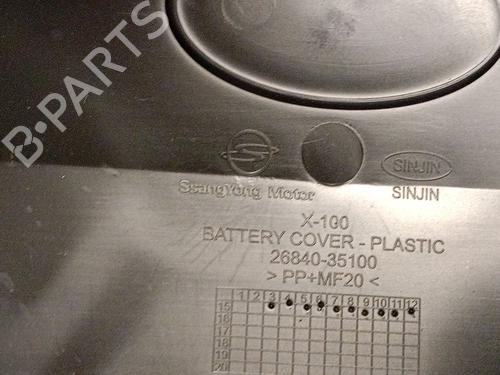 B-PARTS
S
SsangYong Motor
SINJIN
SINJIN
X-100
BATTERY COVER - PLASTIC
26840-35100
> PP+MF20 <
1 2 3 4 5 6 7 8 9 10 11 12
15
16
17
18
19
20